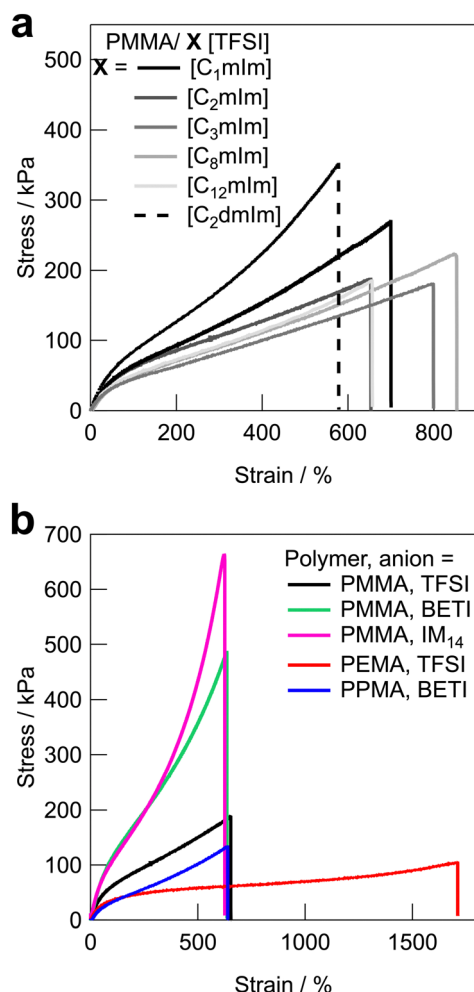 a
PMMA/ X [TFSI]
X = [C₁mIm]
[C₂mIm]
[C₃mIm]
[C₈mIm]
[C₁₂mIm]
[C₂dmIm]
Stress / kPa
500
400
300
200
100
0
0 200 400 600 800
Strain / %
b
Polymer, anion =
PMMA, TFSI
PMMA, BETI
PMMA, IM₁₄
PEMA, TFSI
PPMA, BETI
Stress / kPa
700
600
500
400
300
200
100
0
0 500 1000 1500
Strain / %